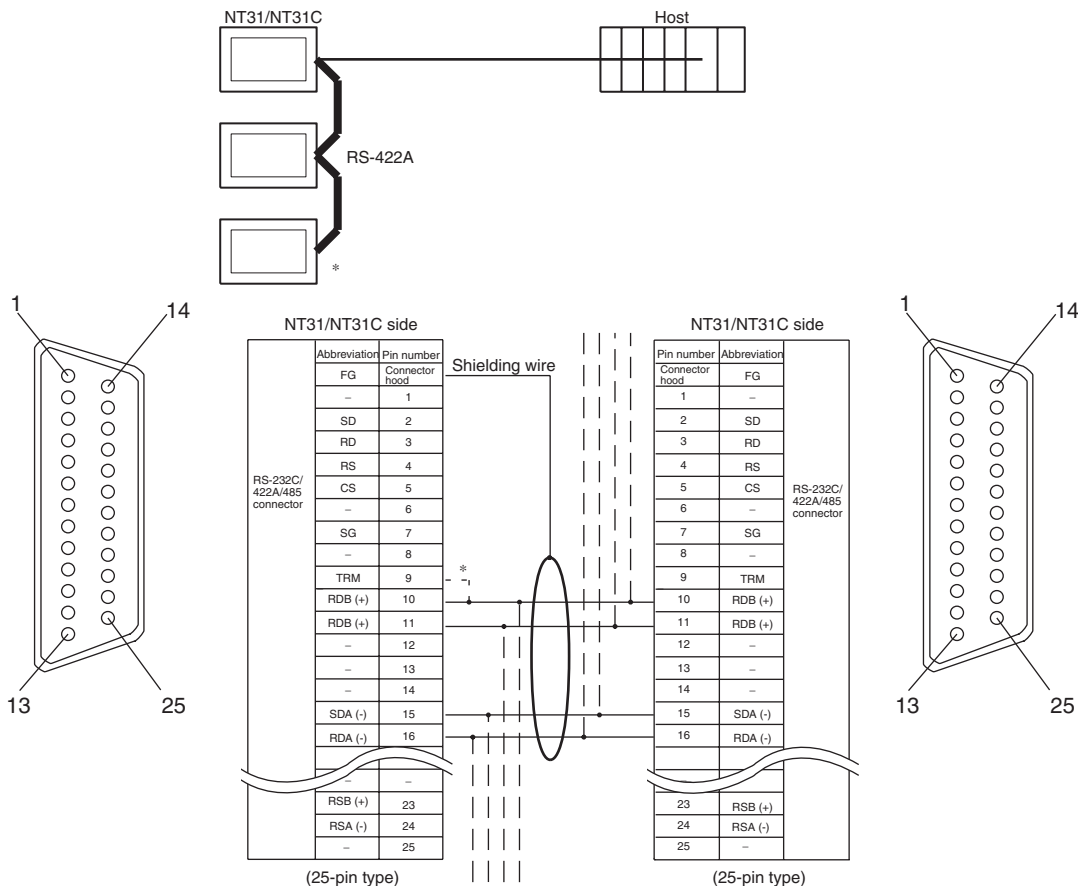 NT31/NT31C
Host
RS-422A
*
1
14
13
25
NT31/NT31C side
Abbreviation Pin number
FG Connector hood
– 1
SD 2
RD 3
RS 4
CS 5
– 6
SG 7
– 8
TRM 9
RDB (+) 10
RDB (+) 11
– 12
– 13
– 14
SDA (-) 15
RDA (-) 16
– –
RSB (+) 23
RSA (-) 24
– 25
RS-232C/
422A/485
connector
(25-pin type)
Shielding wire
*
NT31/NT31C side
Pin number Abbreviation
Connector hood FG
1 –
2 SD
3 RD
4 RS
5 CS
6 –
7 SG
8 –
9 TRM
10 RDB (+)
11 RDB (+)
12 –
13 –
14 –
15 SDA (-)
16 RDA (-)
–
23 RSB (+)
24 RSA (-)
25 –
RS-232C/
422A/485
connector
(25-pin type)
1
14
13
25